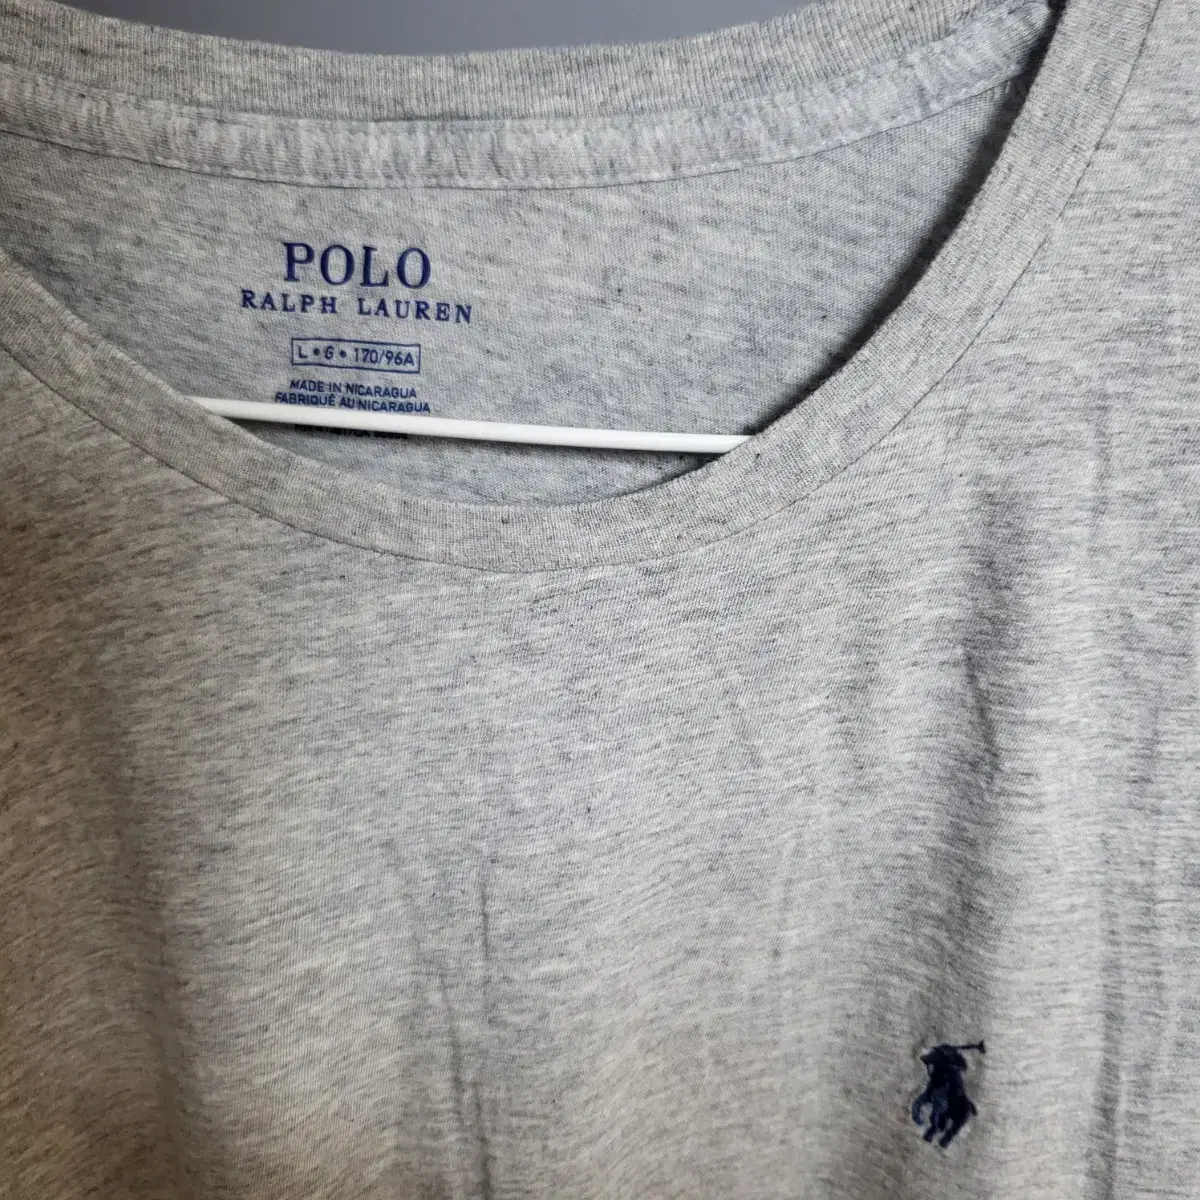 POLO
RALPH LAUREN
L • G • 170/96A
MADE IN NICARAGUA
FABRIQUÉ AU NICARAGUA